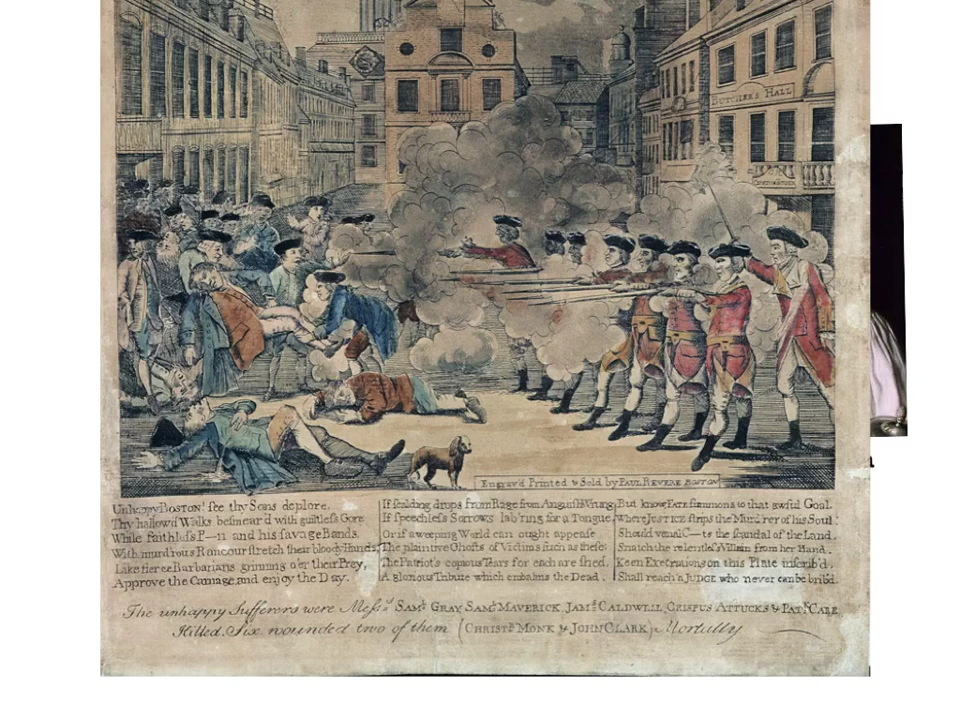 BUTCHER'S HALL
Engrav'd Printed & Sold by PAUL REVERE BOSTON
Unhappy BOSTON! see thy Sons deplore,
Thy hallow'd Walks besmear'd with guiltless Gore
While faithless P—n and his savage Bands,
With murd'rous Rancour stretch their bloody Hands;
Like fierce Barbarians grinning o'er their Prey,
Approve the Carnage, and enjoy the Day.
If scalding drops from Rage from Anguish Wrung
If speechless Sorrows lab'ring for a Tongue,
Or if a weeping World can ought appease
The plaintive Ghosts of Victims such as these:
The Patriot's copious Tears for each are shed,
A glorious Tribute which embalms the Dead.
But know FATE summons to that awful Goal.
Where JUSTICE strips the Murd'rer of his Soul:
Should venal C—ts the scandal of the Land,
Snatch the relentless Villain from her Hand.
Keen Execrations on this Plate inscrib'd,
Shall reach a JUDGE who never can be brib'd.
The unhappy Sufferers were Messrs SAML GRAY, SAML MAVERICK, JAMS CALDWELL, CRISPUS ATTUCKS & PATK CARR
Killed. Six wounded two of them (CHRISTR MONK & JOHN CLARK) Mortally